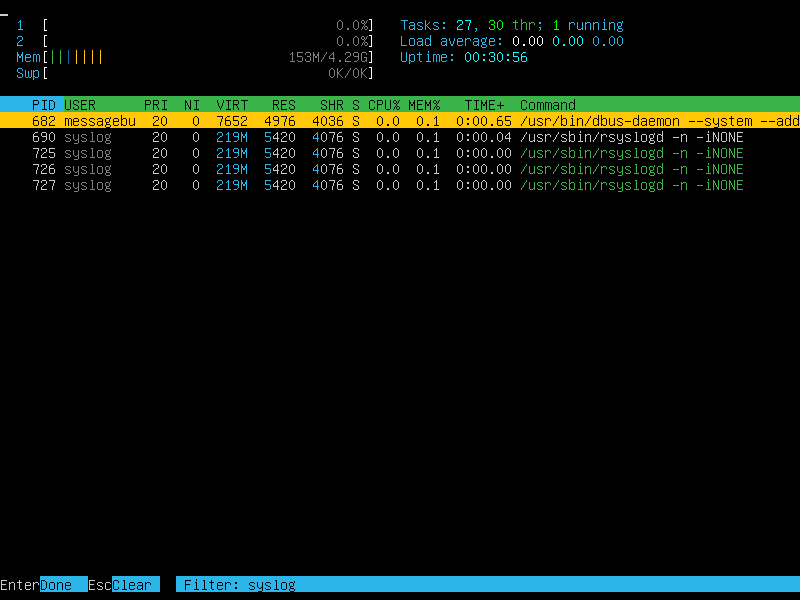 1 [ 0.0%] Tasks: 27, 30 thr; 1 running
2 [ 0.0%] Load average: 0.00 0.00 0.00
Mem[||||||| 153M/4.29G] Uptime: 00:30:56
Swp[ 0K/0K]
PID USER PRI NI VIRT RES SHR S CPU% MEM% TIME+ Command
682 messagebu 20 0 7652 4976 4036 S 0.0 0.1 0:00.65 /usr/bin/dbus-daemon --system --add
690 syslog 20 0 219M 5420 4076 S 0.0 0.1 0:00.04 /usr/sbin/rsyslogd -n -iNONE
725 syslog 20 0 219M 5420 4076 S 0.0 0.1 0:00.00 /usr/sbin/rsyslogd -n -iNONE
726 syslog 20 0 219M 5420 4076 S 0.0 0.1 0:00.00 /usr/sbin/rsyslogd -n -iNONE
727 syslog 20 0 219M 5420 4076 S 0.0 0.1 0:00.00 /usr/sbin/rsyslogd -n -iNONE
EnterDone EscClear Filter: syslog